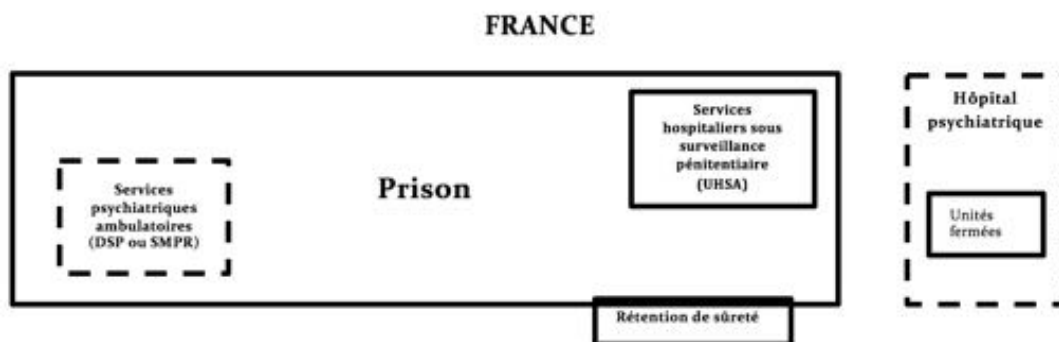 FRANCE
Services
psychiatriques
ambulatoires
(DSP ou SMPR)
Prison
Services
hospitaliers sous
surveillance
pénitentiaire
(UHSA)
Rétention de sûreté
Hôpital
psychiatrique
Unités
fermées